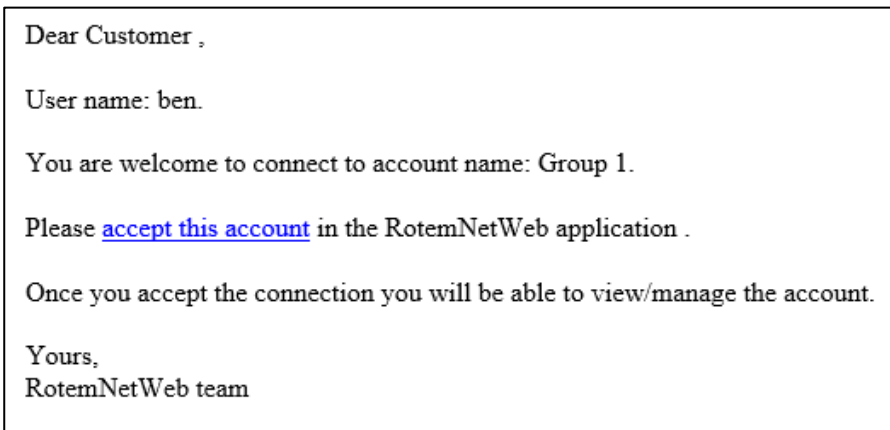 Dear Customer ,
User name: ben.
You are welcome to connect to account name: Group 1.
Please accept this account in the RotemNetWeb application .
Once you accept the connection you will be able to view/manage the account.
Yours,
RotemNetWeb team